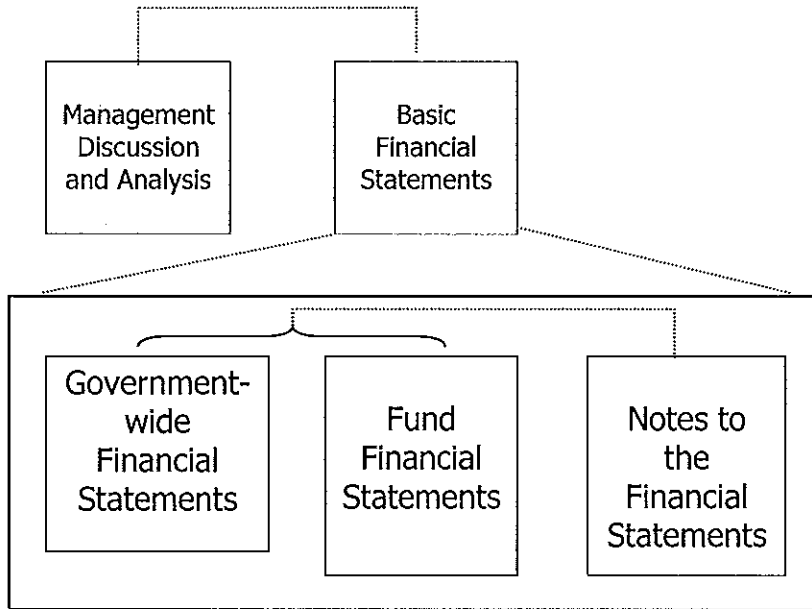 Management
Discussion
and Analysis
Basic
Financial
Statements
Government-
wide
Financial
Statements
Fund
Financial
Statements
Notes to
the
Financial
Statements